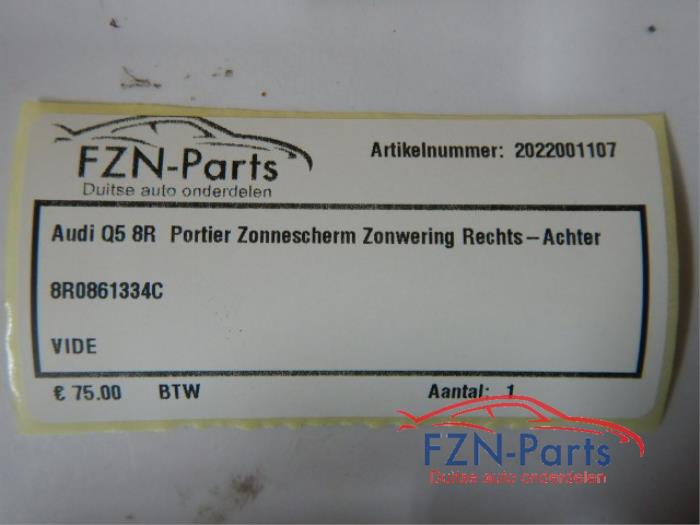 FZN-Parts
Duitse auto onderdelen
Artikelnummer: 2022001107
Audi Q5 8R Portier Zonnescherm Zonwering Rechts-Achter
8R0861334C
VIDE
€ 75.00 BTW Aantal: 1
FZN-Parts
Duitse auto onderdelen